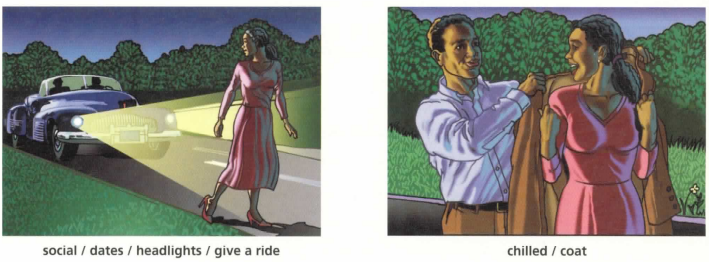 social / dates / headlights / give a ride
chilled / coat